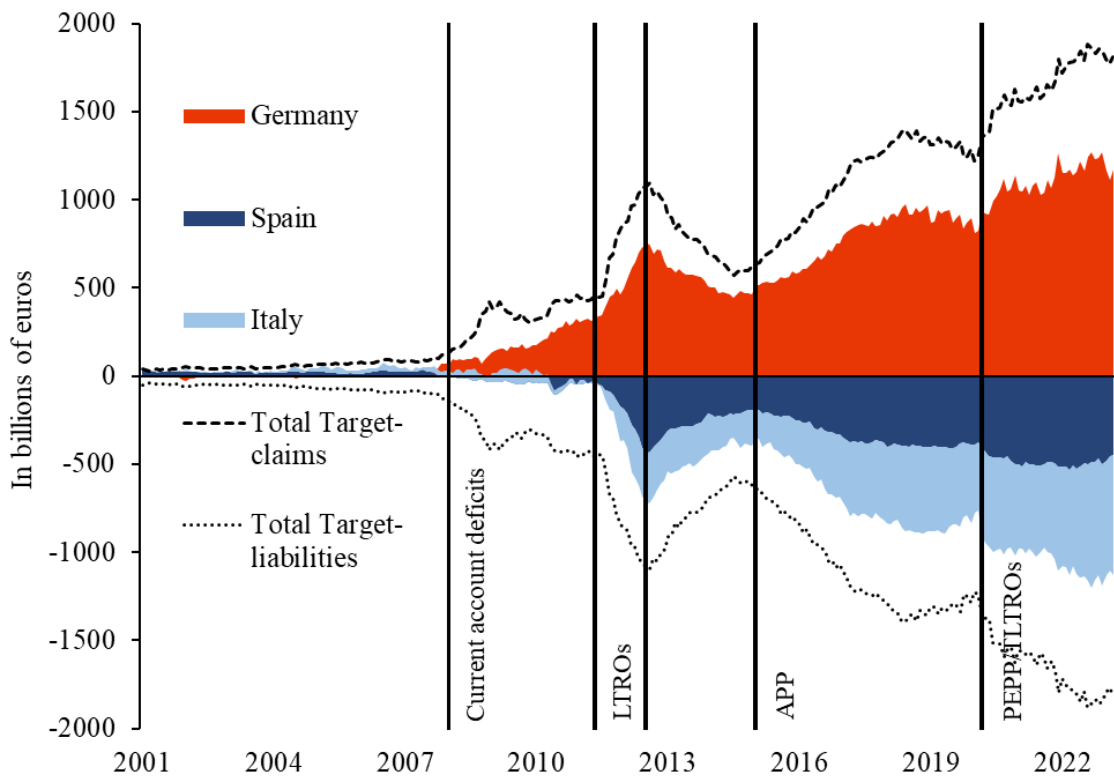 2000
1500
1000
500
0
-500
-1000
-1500
-2000
In billions of euros
Germany
Spain
Italy
Total Target-
claims
Total Target-
liabilities
Current account deficits
LTROs
APP
PEPP/TLTROs
2001
2004
2007
2010
2013
2016
2019
2022